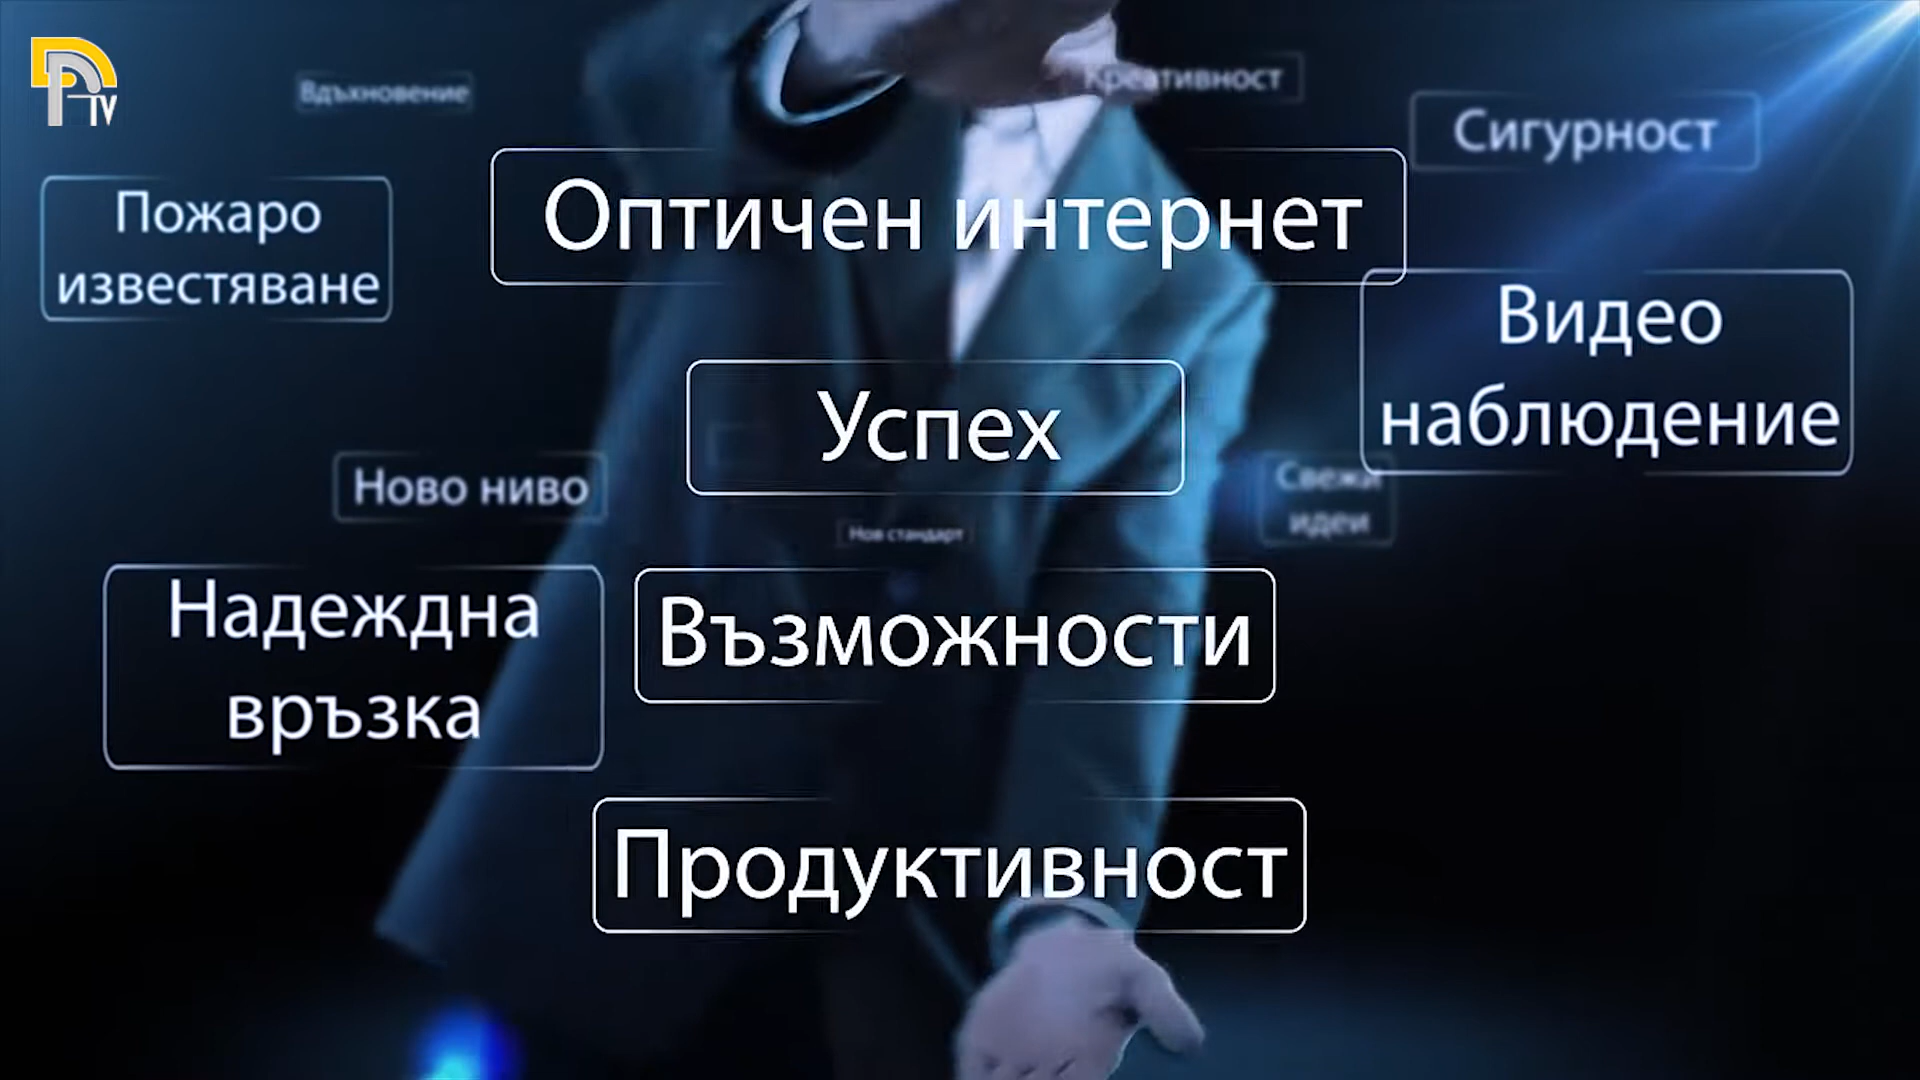 TV
Вдъхновение
Креативност
Сигурност
Пожаро
известяване
Оптичен интернет
Видео
наблюдение
Успех
Ново ниво
Свежи
идеи
Нов стандарт
Надеждна
връзка
Възможности
Продуктивност